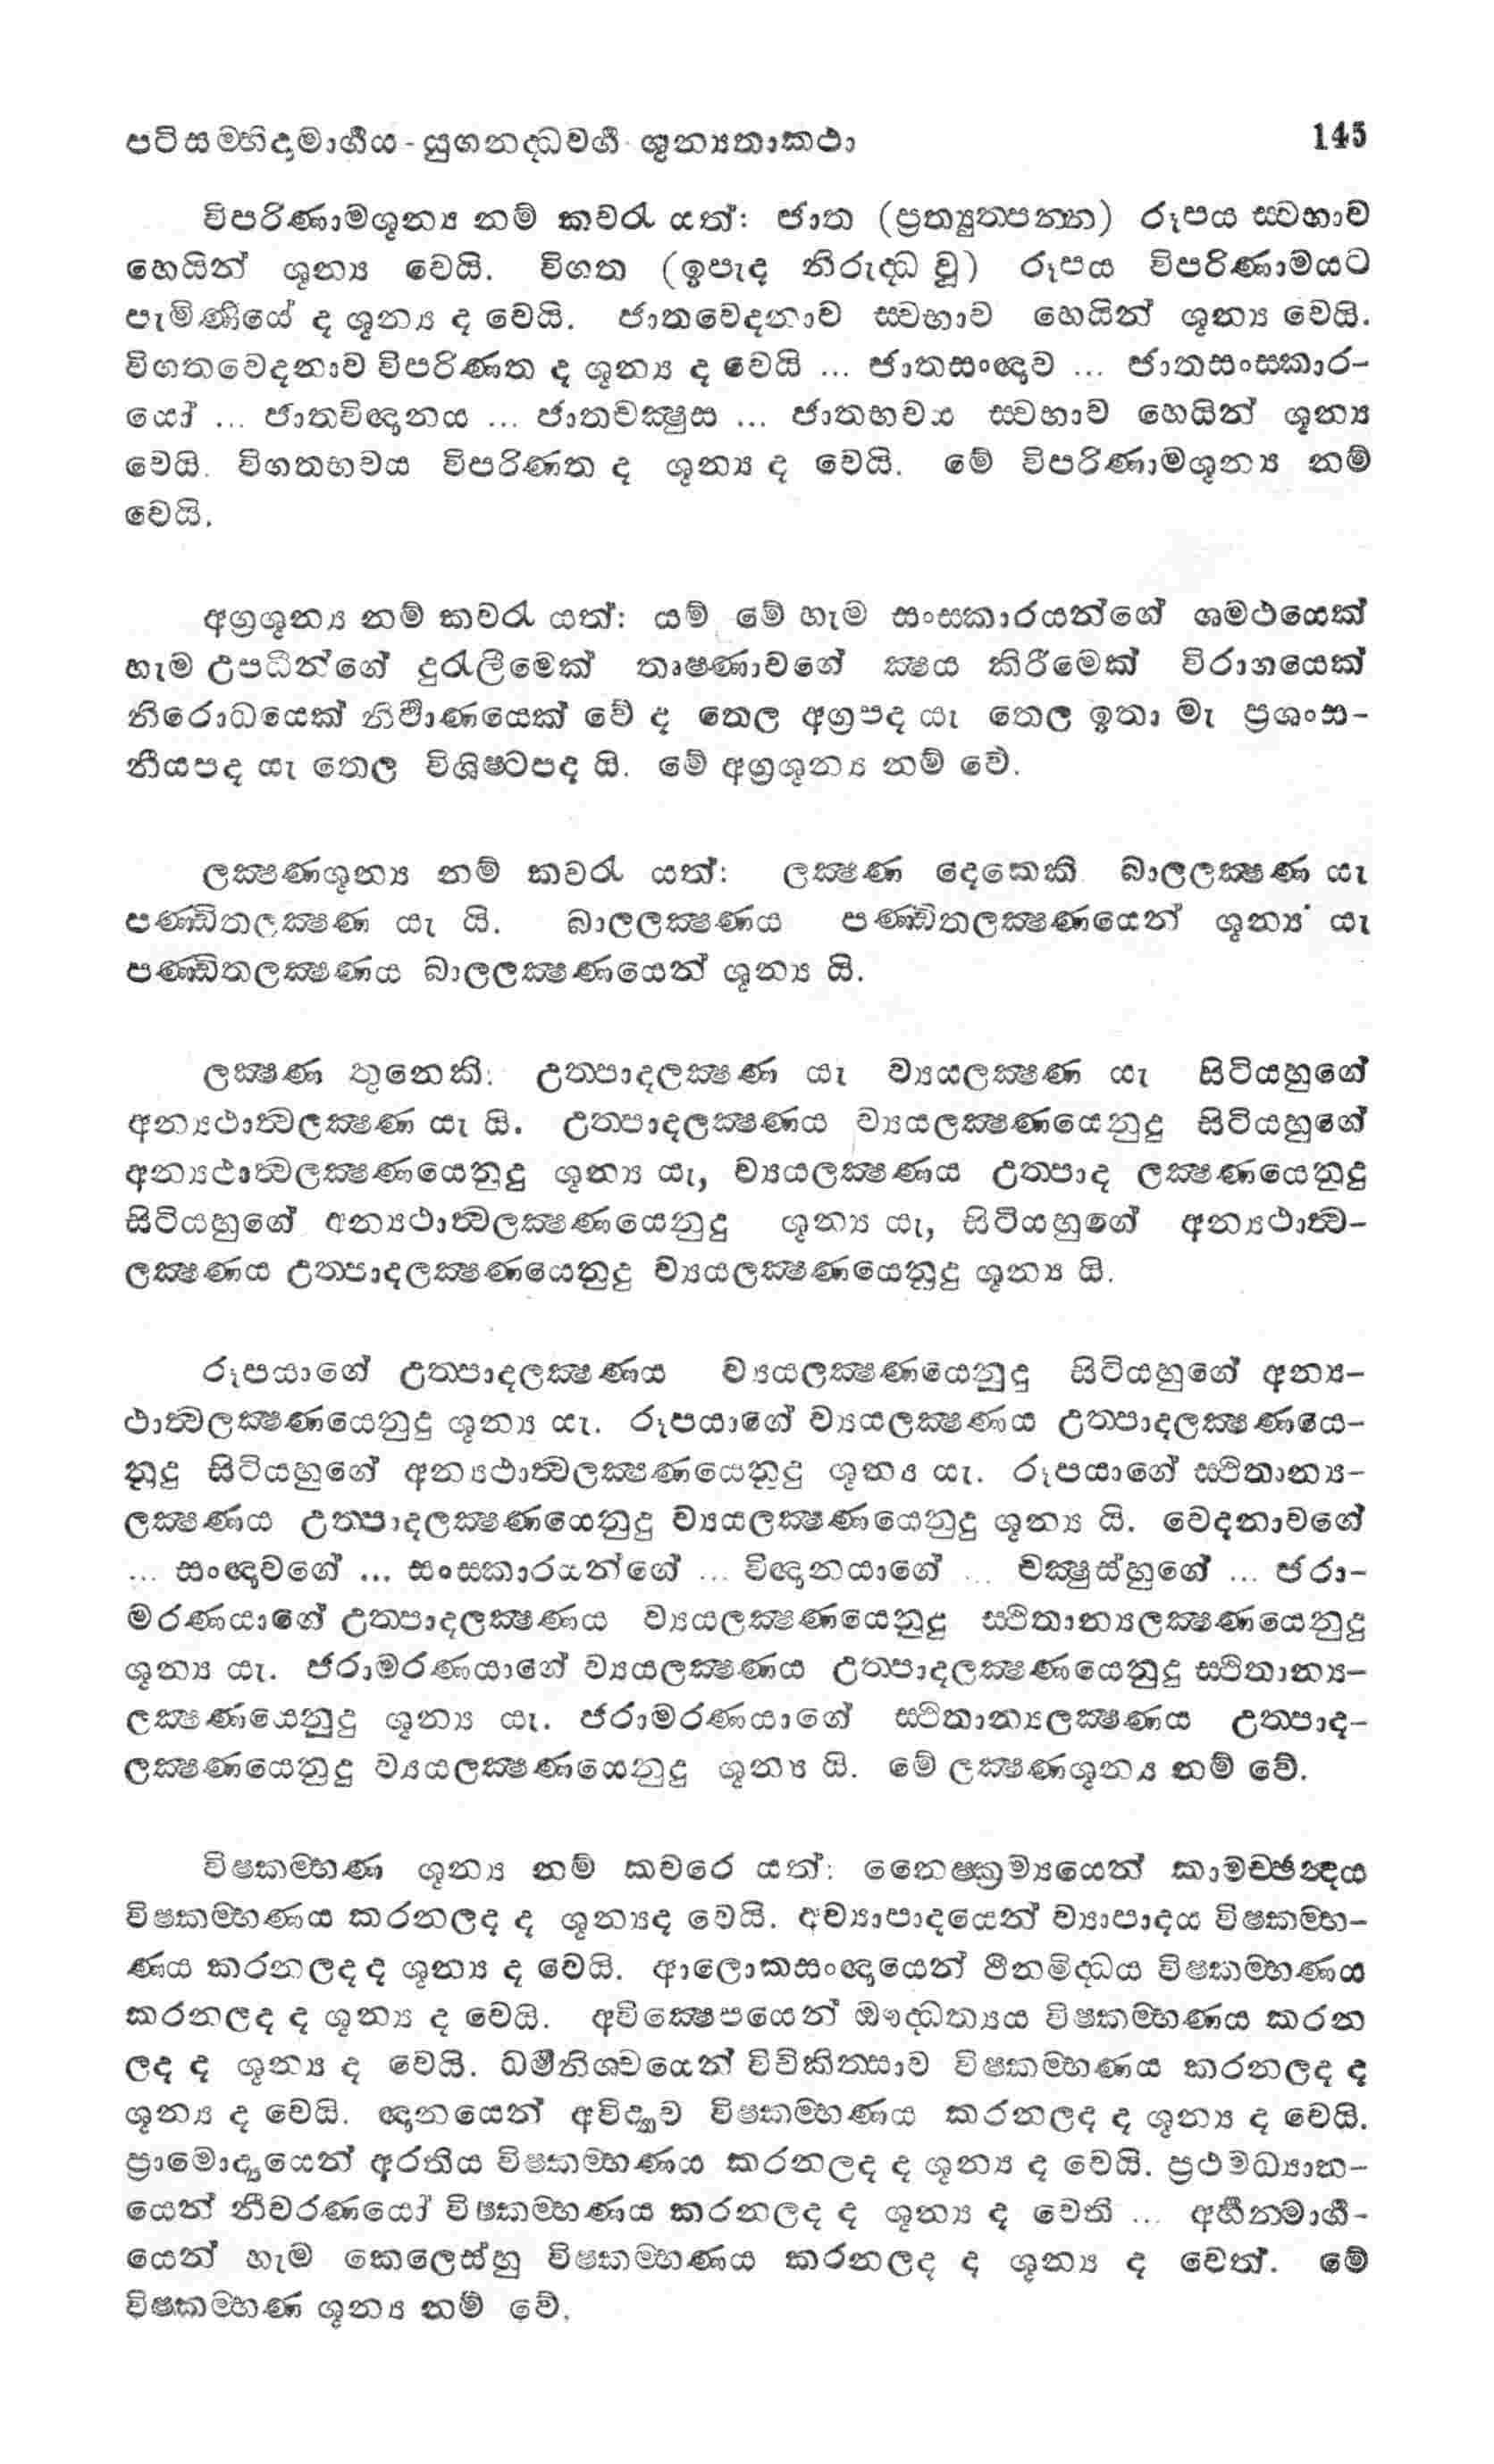 පටිසම්භිදාමාර්ගය - යුගනද්ධවර්ග ශූන්‍යතාකථා 145
විපරිණාමශූන්‍ය නම් කවරැ යත්: ජාත (ප්‍රත්‍යුත්පන්න) රූපය ස්වභාව
හෙයින් ශූන්‍ය වෙයි. විගත (ඉපැද නිරුද්ධ වූ) රූපය විපරිණාමයට
පැමිණියේ ද ශූන්‍ය ද වෙයි. ජාතවෙදනාව ස්වභාව හෙයින් ශූන්‍ය වෙයි.
විගතවෙදනාව විපරිණත ද ශූන්‍ය ද වෙයි ... ජාතසංඥාව ... ජාතසංස්කාර-
යෝ ... ජාතවිඥානය ... ජාතචක්‍ෂුස ... ජාතභවය ස්වභාව හෙයින් ශූන්‍ය
වෙයි. විගතභවය විපරිණත ද ශූන්‍ය ද වෙයි. මේ විපරිණාමශූන්‍ය නම්
වෙයි.
අග්‍රශූන්‍ය නම් කවරැ යත්: යම් මේ හැම සංස්කාරයන්ගේ ශමථයෙක්
හැම උපධීන්ගේ දුරැලීමෙක් තෘෂ්ණාවගේ ක්‍ෂය කිරීමෙක් විරාගයෙක්
නිරොධයෙක් නිර්වාණයෙක් වේ ද තෙල අග්‍රපද යැ තෙල ඉතා මැ ප්‍රශංස-
නීයපද යැ තෙල විශිෂ්ටපද යි. මේ අග්‍රශූන්‍ය නම් වේ.
ලක්‍ෂණශූන්‍ය නම් කවරැ යත්: ලක්‍ෂණ දෙකෙකි බාලලක්‍ෂණ යැ
පණ්ඩිතලක්‍ෂණ යැ යි. බාලලක්‍ෂණය පණ්ඩිතලක්‍ෂණයෙන් ශූන්‍ය යැ
පණ්ඩිතලක්‍ෂණය බාලලක්‍ෂණයෙන් ශූන්‍ය යි.
ලක්‍ෂණ තුනෙකි: උත්පාදලක්‍ෂණ යැ ව්‍යයලක්‍ෂණ යැ සිටියහුගේ
අන්‍යථාත්වලක්‍ෂණ යැ යි. උත්පාදලක්‍ෂණය ව්‍යයලක්‍ෂණයෙනුදු සිටියහුගේ
අන්‍යථාත්වලක්‍ෂණයෙනුදු ශූන්‍ය යැ, ව්‍යයලක්‍ෂණය උත්පාද ලක්‍ෂණයෙනුදු
සිටියහුගේ අන්‍යථාත්වලක්‍ෂණයෙනුදු ශූන්‍ය යැ, සිටියහුගේ අන්‍යථාත්ව-
ලක්‍ෂණය උත්පාදලක්‍ෂණයෙනුදු ව්‍යයලක්‍ෂණයෙනුදු ශූන්‍ය යි.
රූපයාගේ උත්පාදලක්‍ෂණය ව්‍යයලක්‍ෂණයෙනුදු සිටියහුගේ අන්‍ය-
ථාත්වලක්‍ෂණයෙනුදු ශූන්‍ය යැ. රූපයාගේ ව්‍යයලක්‍ෂණය උත්පාදලක්‍ෂණයෙ-
නුදු සිටියහුගේ අන්‍යථාත්වලක්‍ෂණයෙනුදු ශූන්‍ය යැ. රූපයාගේ ස්ථිතාන්‍ය-
ලක්‍ෂණය උත්පාදලක්‍ෂණයෙනුදු ව්‍යයලක්‍ෂණයෙනුදු ශූන්‍ය යි. වෙදනාවගේ
... සංඥාවගේ ... සංස්කාරයන්ගේ ... විඥානයාගේ ... චක්‍ෂුස්හුගේ ... ජරා-
මරණයාගේ උත්පාදලක්‍ෂණය ව්‍යයලක්‍ෂණයෙනුදු ස්ථිතාන්‍යලක්‍ෂණයෙනුදු
ශූන්‍ය යැ. ජරාමරණයාගේ ව්‍යයලක්‍ෂණය උත්පාදලක්‍ෂණයෙනුදු ස්ථිතාන්‍ය-
ලක්‍ෂණයෙනුදු ශූන්‍ය යැ. ජරාමරණයාගේ ස්ථිතාන්‍යලක්‍ෂණය උත්පාද-
ලක්‍ෂණයෙනුදු ව්‍යයලක්‍ෂණයෙනුදු ශූන්‍ය යි. මේ ලක්‍ෂණශූන්‍ය නම් වේ.
විෂ්කම්භණ ශූන්‍ය නම් කවරෙ යත්: නෛෂ්ක්‍රම්‍යයෙන් කාමච්ඡන්දය
විෂ්කම්භණය කරනලද ද ශූන්‍යද වෙයි. අව්‍යාපාදයෙන් ව්‍යාපාදය විෂ්කම්භ-
ණය කරනලද ද ශූන්‍ය ද වෙයි. ආලොකසංඥායෙන් ථීනමිද්ධය විෂ්කම්භණය
කරනලද ද ශූන්‍ය ද වෙයි. අවික්‍ෂෙපයෙන් ඖද්ධත්‍යය විෂ්කම්භණය කරන
ලද ද ශූන්‍ය ද වෙයි. ධර්මනිශ්චයෙන් විචිකිත්සාව විෂ්කම්භණය කරනලද ද
ශූන්‍ය ද වෙයි. ඥානයෙන් අවිද්‍යාව විෂ්කම්භණය කරනලද ද ශූන්‍ය ද වෙයි.
ප්‍රාමොද්‍යයෙන් අරතිය විෂ්කම්භණය කරනලද ද ශූන්‍ය ද වෙයි. ප්‍රථමධ්‍යාන-
යෙන් නීවරණයෝ විෂ්කම්භණය කරනලද ද ශූන්‍ය ද වෙති ... අර්හත්මාර්ග-
යෙන් හැම කෙලෙස්හු විෂ්කම්භණය කරනලද ද ශූන්‍ය ද වෙත්. මේ
විෂ්කම්භණ ශූන්‍ය නම් වේ.